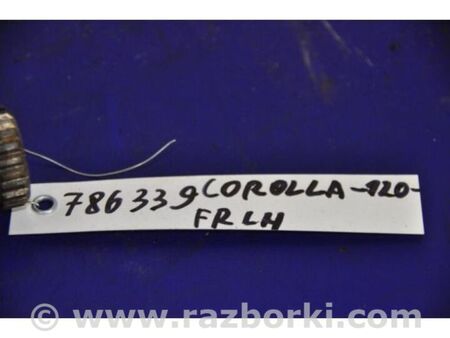 786339 COROLLA-120-
FR LH
© www.razborki.com